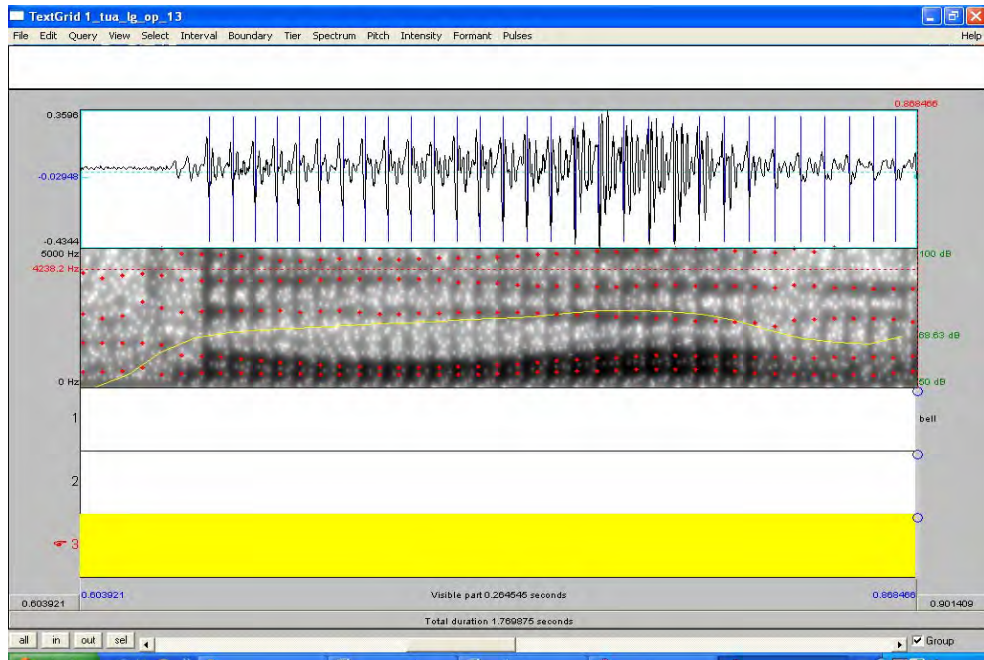 TextGrid 1_tua_lg_op_13
File Edit Query View Select Interval Boundary Tier Spectrum Pitch Intensity Formant Pulses Help
0.868466
0.3596
-0.02948
-0.4344
5000 Hz 100 dB
4238.2 Hz
68.63 dB
0 Hz 50 dB
1 bell
2
3
0.603921 0.603921 Visible part 0.264545 seconds 0.868466 0.901409
Total duration 1.769875 seconds
all in out sel Group